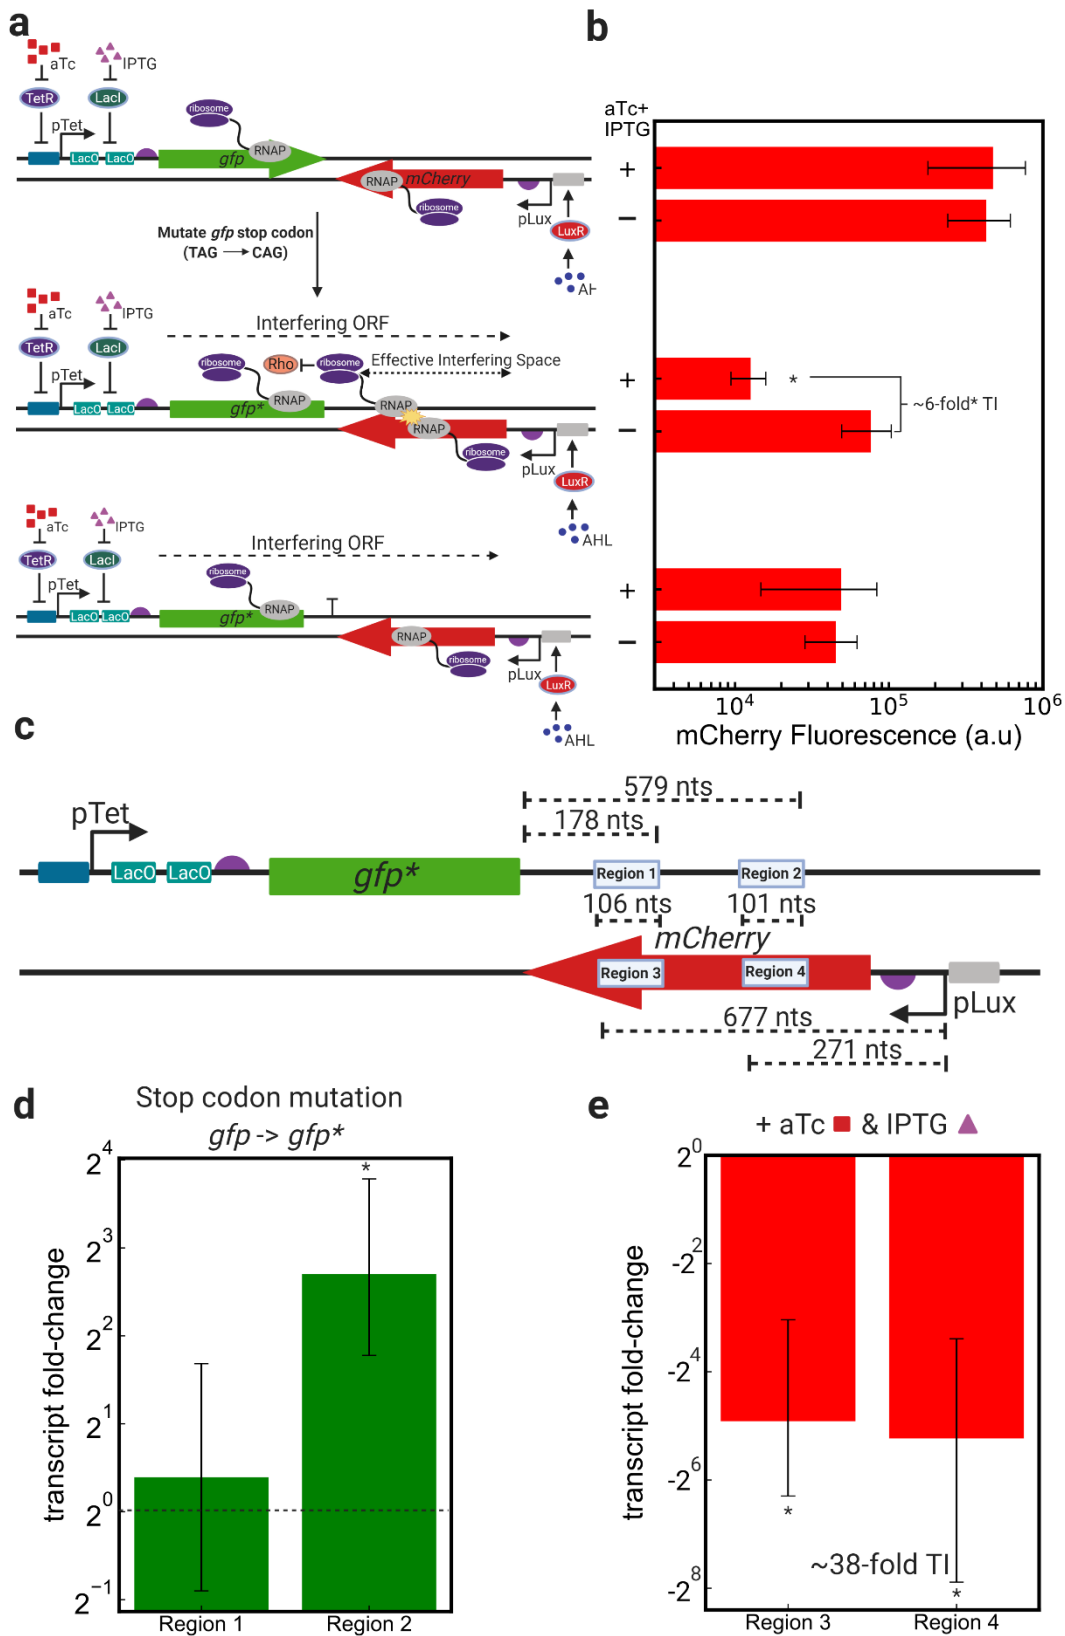 a
aTc
IPTG
TetR
LacI
pTet
LacO
LacO
ribosome
RNAP
gfp
RNAP
mCherry
ribosome
pLux
LuxR
AH
Mutate gfp stop codon
(TAG → CAG)
aTc
IPTG
TetR
LacI
pTet
LacO
LacO
Interfering ORF
ribosome
Rho
ribosome
Effective Interfering Space
RNAP
gfp*
RNAP
RNAP
ribosome
pLux
LuxR
AHL
aTc
IPTG
TetR
LacI
pTet
LacO
LacO
Interfering ORF
ribosome
RNAP
gfp*
T
RNAP
ribosome
pLux
LuxR
AHL
b
aTc+
IPTG
+
−
+
*
~6-fold* TI
−
+
−
10^4
10^5
10^6
mCherry Fluorescence (a.u)
c
579 nts
178 nts
pTet
LacO
LacO
gfp*
Region 1
Region 2
106 nts
101 nts
mCherry
Region 3
Region 4
pLux
677 nts
271 nts
d
Stop codon mutation
gfp -> gfp*
transcript fold-change
2^4
2^3
2^2
2^1
2^0
2^−1
*
Region 1
Region 2
e
+ aTc & IPTG
transcript fold-change
2^0
-2^2
-2^4
-2^6
-2^8
*
~38-fold TI
*
Region 3
Region 4